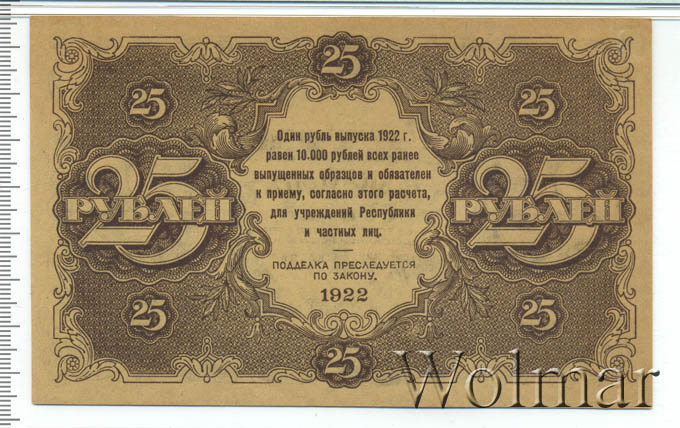 25
25
25
25 РУБЛЕЙ
Один рубль выпуска 1922 г.
равен 10.000 рублей всех ранее
выпущенных образцов и обязателен
к приему, согласно этого расчета,
для учреждений Республики
и частных лиц.
ПОДДЕЛКА ПРЕСЛЕДУЕТСЯ
ПО ЗАКОНУ.
1922
25 РУБЛЕЙ
25
25
25
Wolmar